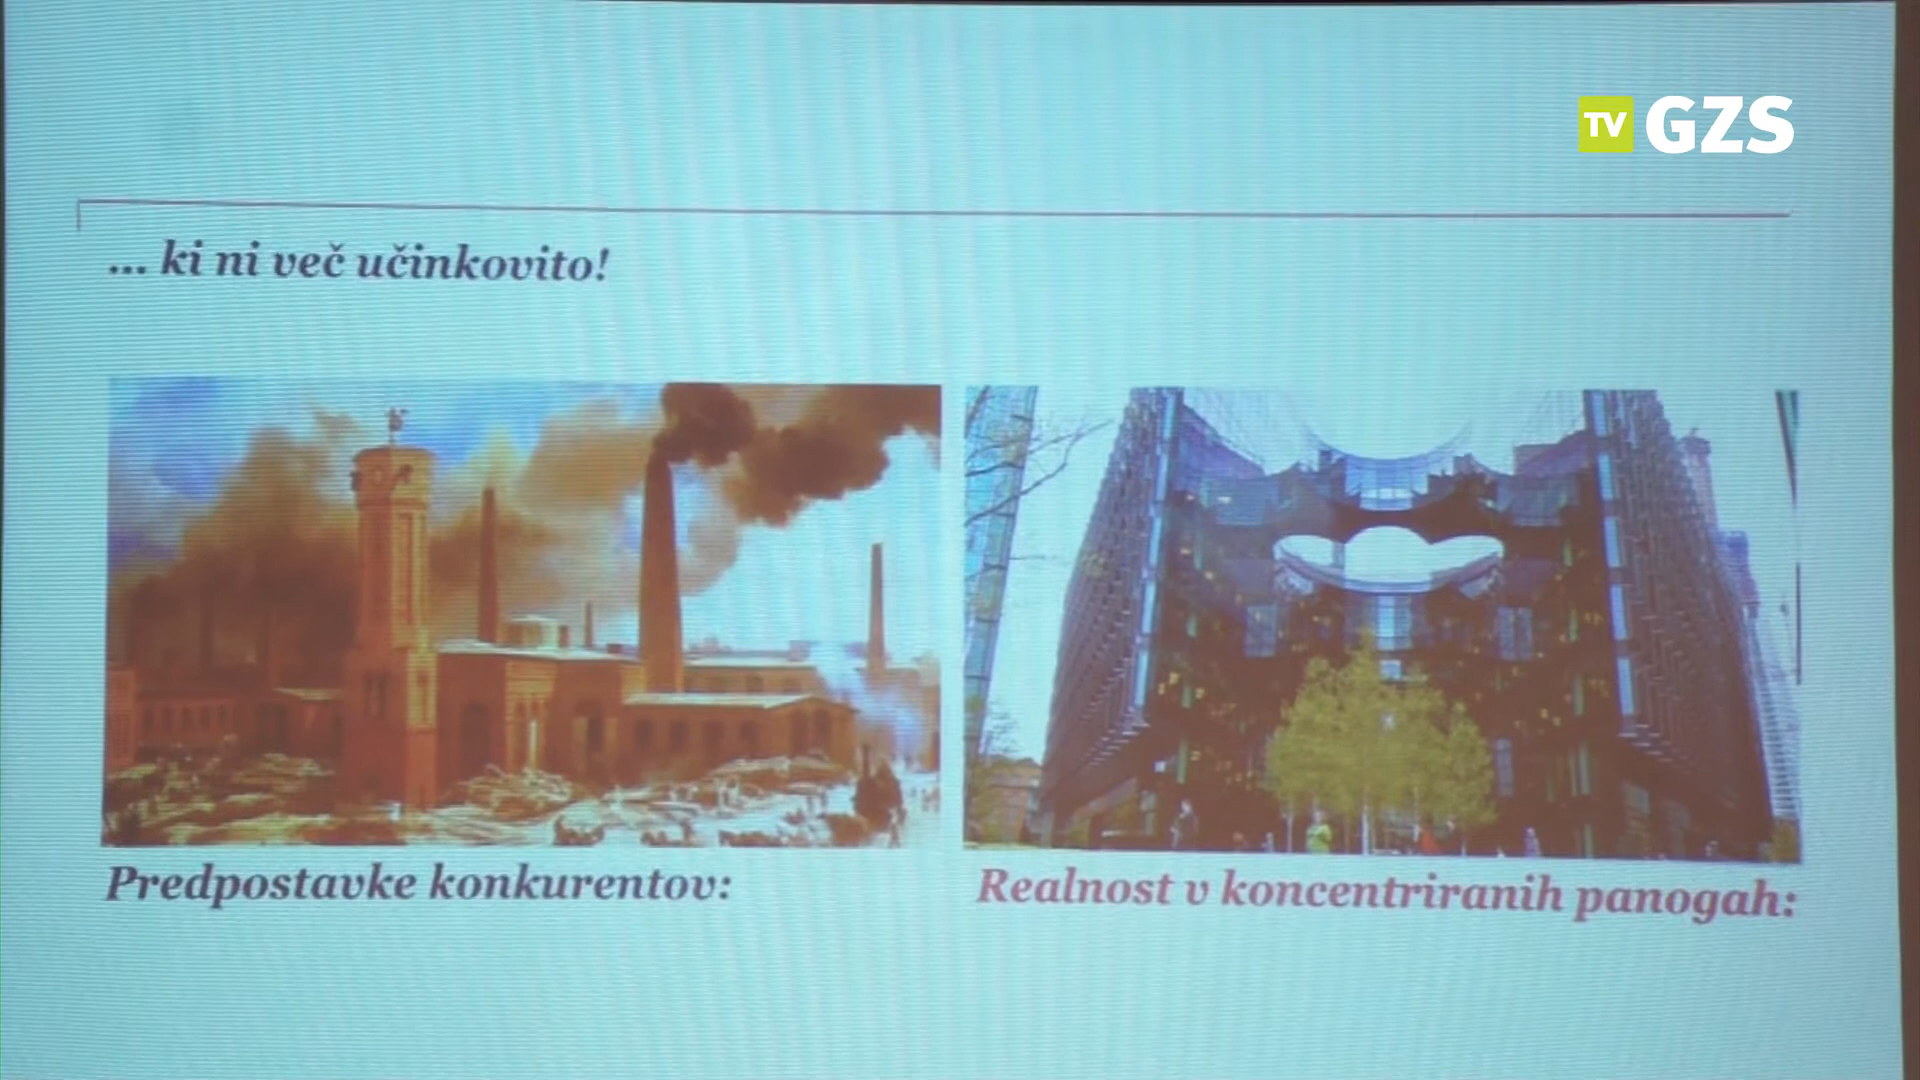 TV GZS
... ki ni več učinkovito!
Predpostavke konkurentov:
Realnost v koncentriranih panogah: